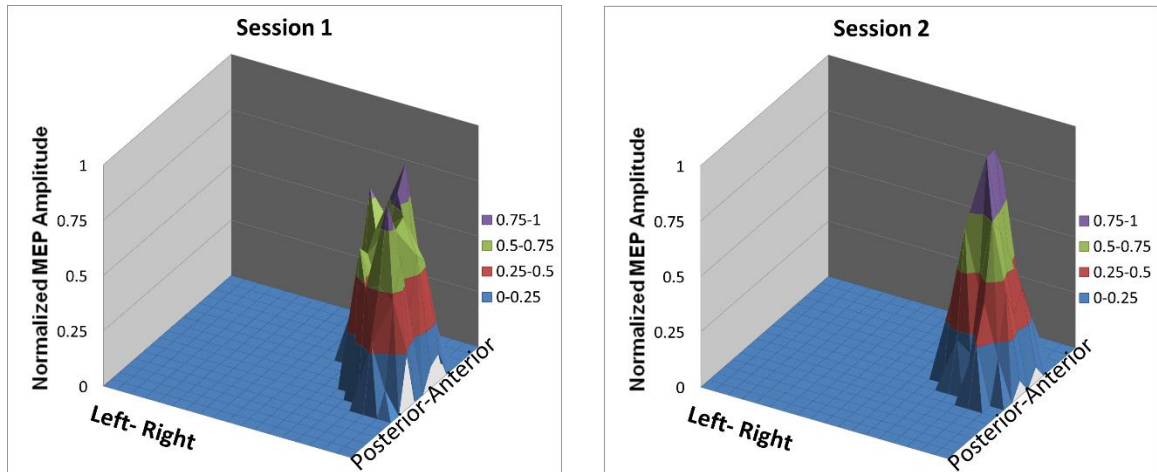 Session 1
Normalized MEP Amplitude
1
0.75
0.5
0.25
0
Left- Right
Posterior-Anterior
0.75-1
0.5-0.75
0.25-0.5
0-0.25
Session 2
Normalized MEP Amplitude
1
0.75
0.5
0.25
0
Left- Right
Posterior-Anterior
0.75-1
0.5-0.75
0.25-0.5
0-0.25